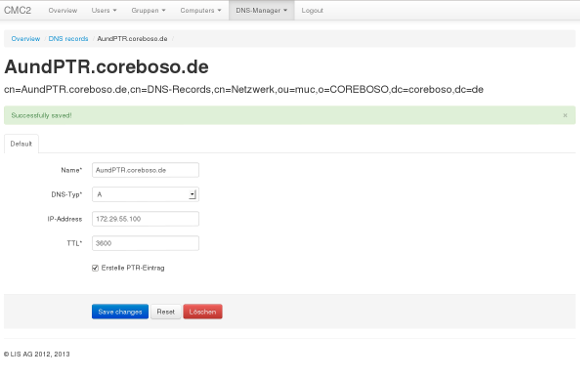 CMC2 Overview Users Gruppen Computers DNS-Manager Logout
Overview / DNS records / AundPTR.coreboso.de /
AundPTR.coreboso.de
cn=AundPTR.coreboso.de,cn=DNS-Records,cn=Netzwerk,ou=muc,o=COREBOSO,dc=coreboso,dc=de
Successfully saved! ×
Default
Name* AundPTR.coreboso.de
DNS-Typ* A
IP-Address 172.29.55.100
TTL* 3600
Erstelle PTR-Eintrag
Save changes Reset Löschen
© LIS AG 2012, 2013